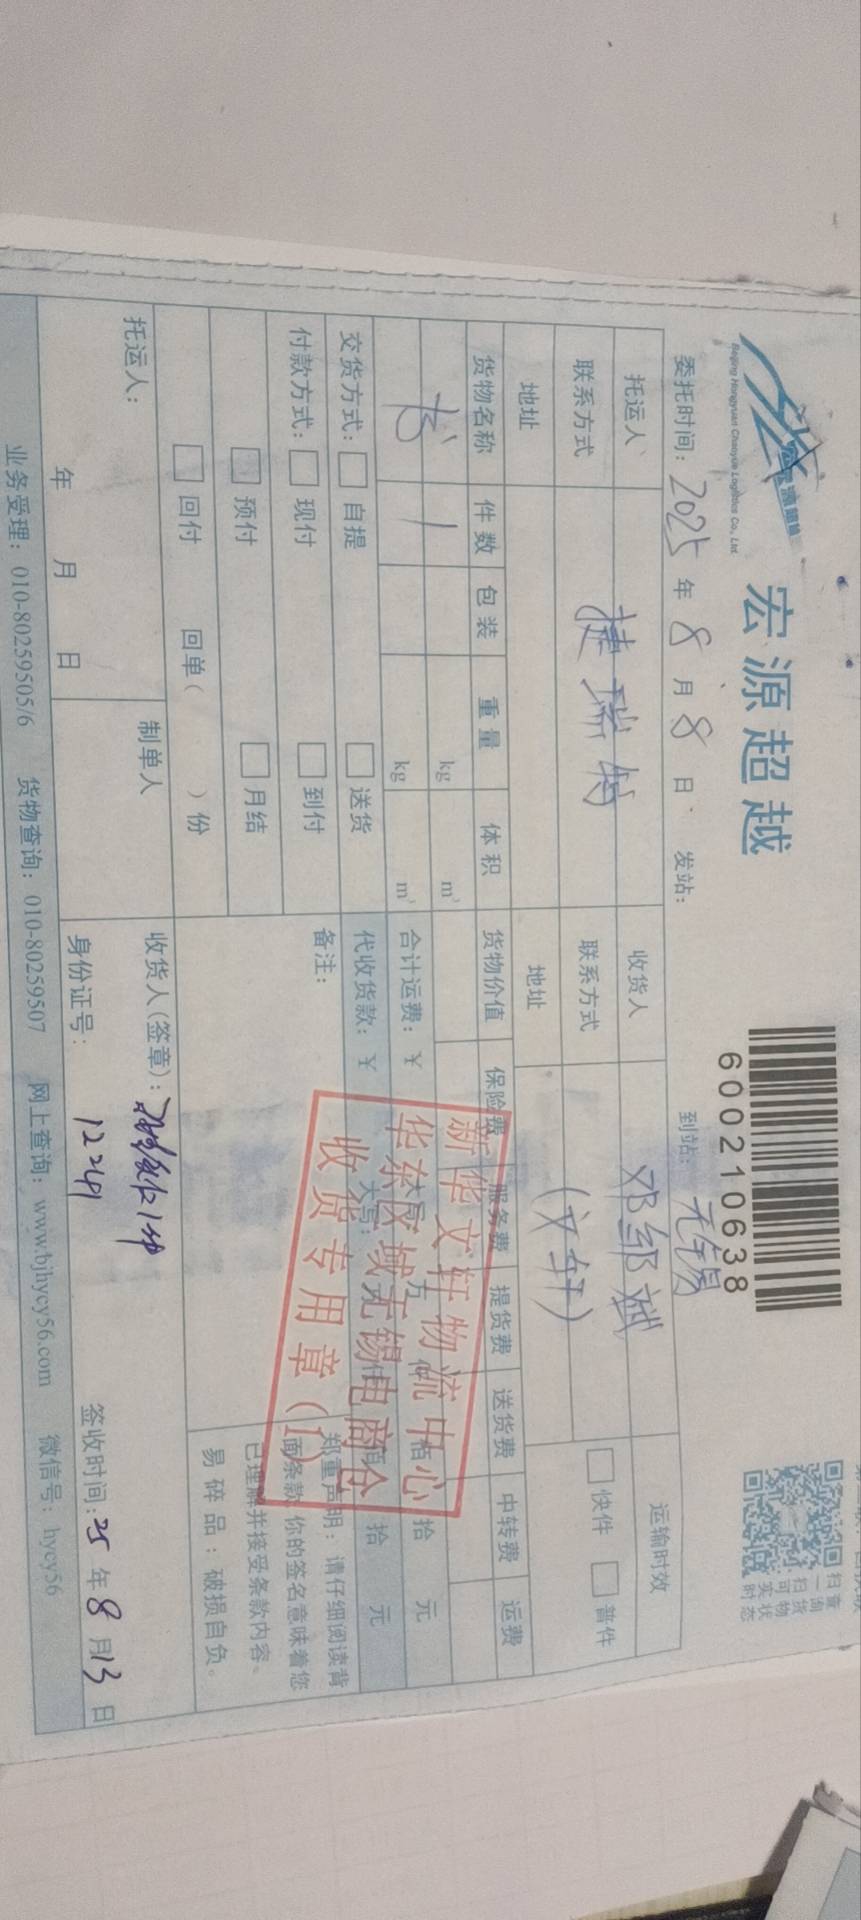 宏源超越
Beijing Hongyuan Chaoyue Logistics Co., Ltd.
600210638
扫一扫 可实时
查询货物状态
委托时间：2025年8月8日 发站： 到站：无锡
托运人 捷瑞特 收货人 邓绍斌 运输时效
联系方式 联系方式 (文轩) 快件 普件
地址 地址
货物名称 件数 包装 重量 体积 货物价值 保险费 服务费 提货费 送货费 中转费 运费
书 1 kg m³
kg m³ 合计运费：¥ 佰 拾 元
交货方式： 自提 送货 代收货款：¥ 大写： 万 仟 佰 拾 元
付款方式： 现付 到付 备注：
预付 月结
回付 回单（ ）份
郑重声明：请仔细阅读背
面条款 你的签名意味着您
已理解并接受条款内容。
易碎品：破损自负。
新华文轩物流中心
华东区域无锡电商仓
收货专用章(1)
托运人： 制单人 收货人(签章)：
年 月 日 身份证号： 签收时间：25年8月13日
业务受理：010-80259505/6 货物查询：010-80259507 网上查询：www.bjhycy56.com 微信号：hycy56